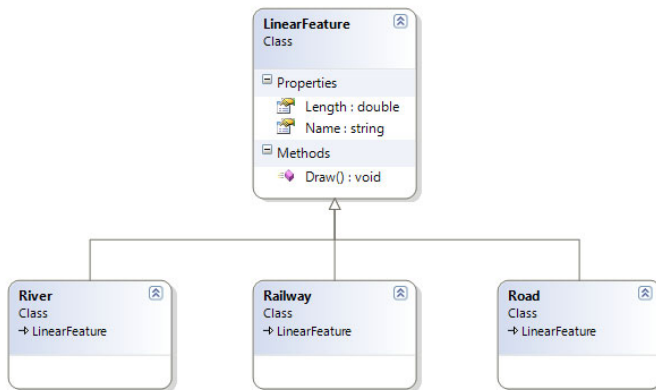 LinearFeature
Class
Properties
Length : double
Name : string
Methods
Draw() : void
River
Class
LinearFeature
Railway
Class
LinearFeature
Road
Class
LinearFeature